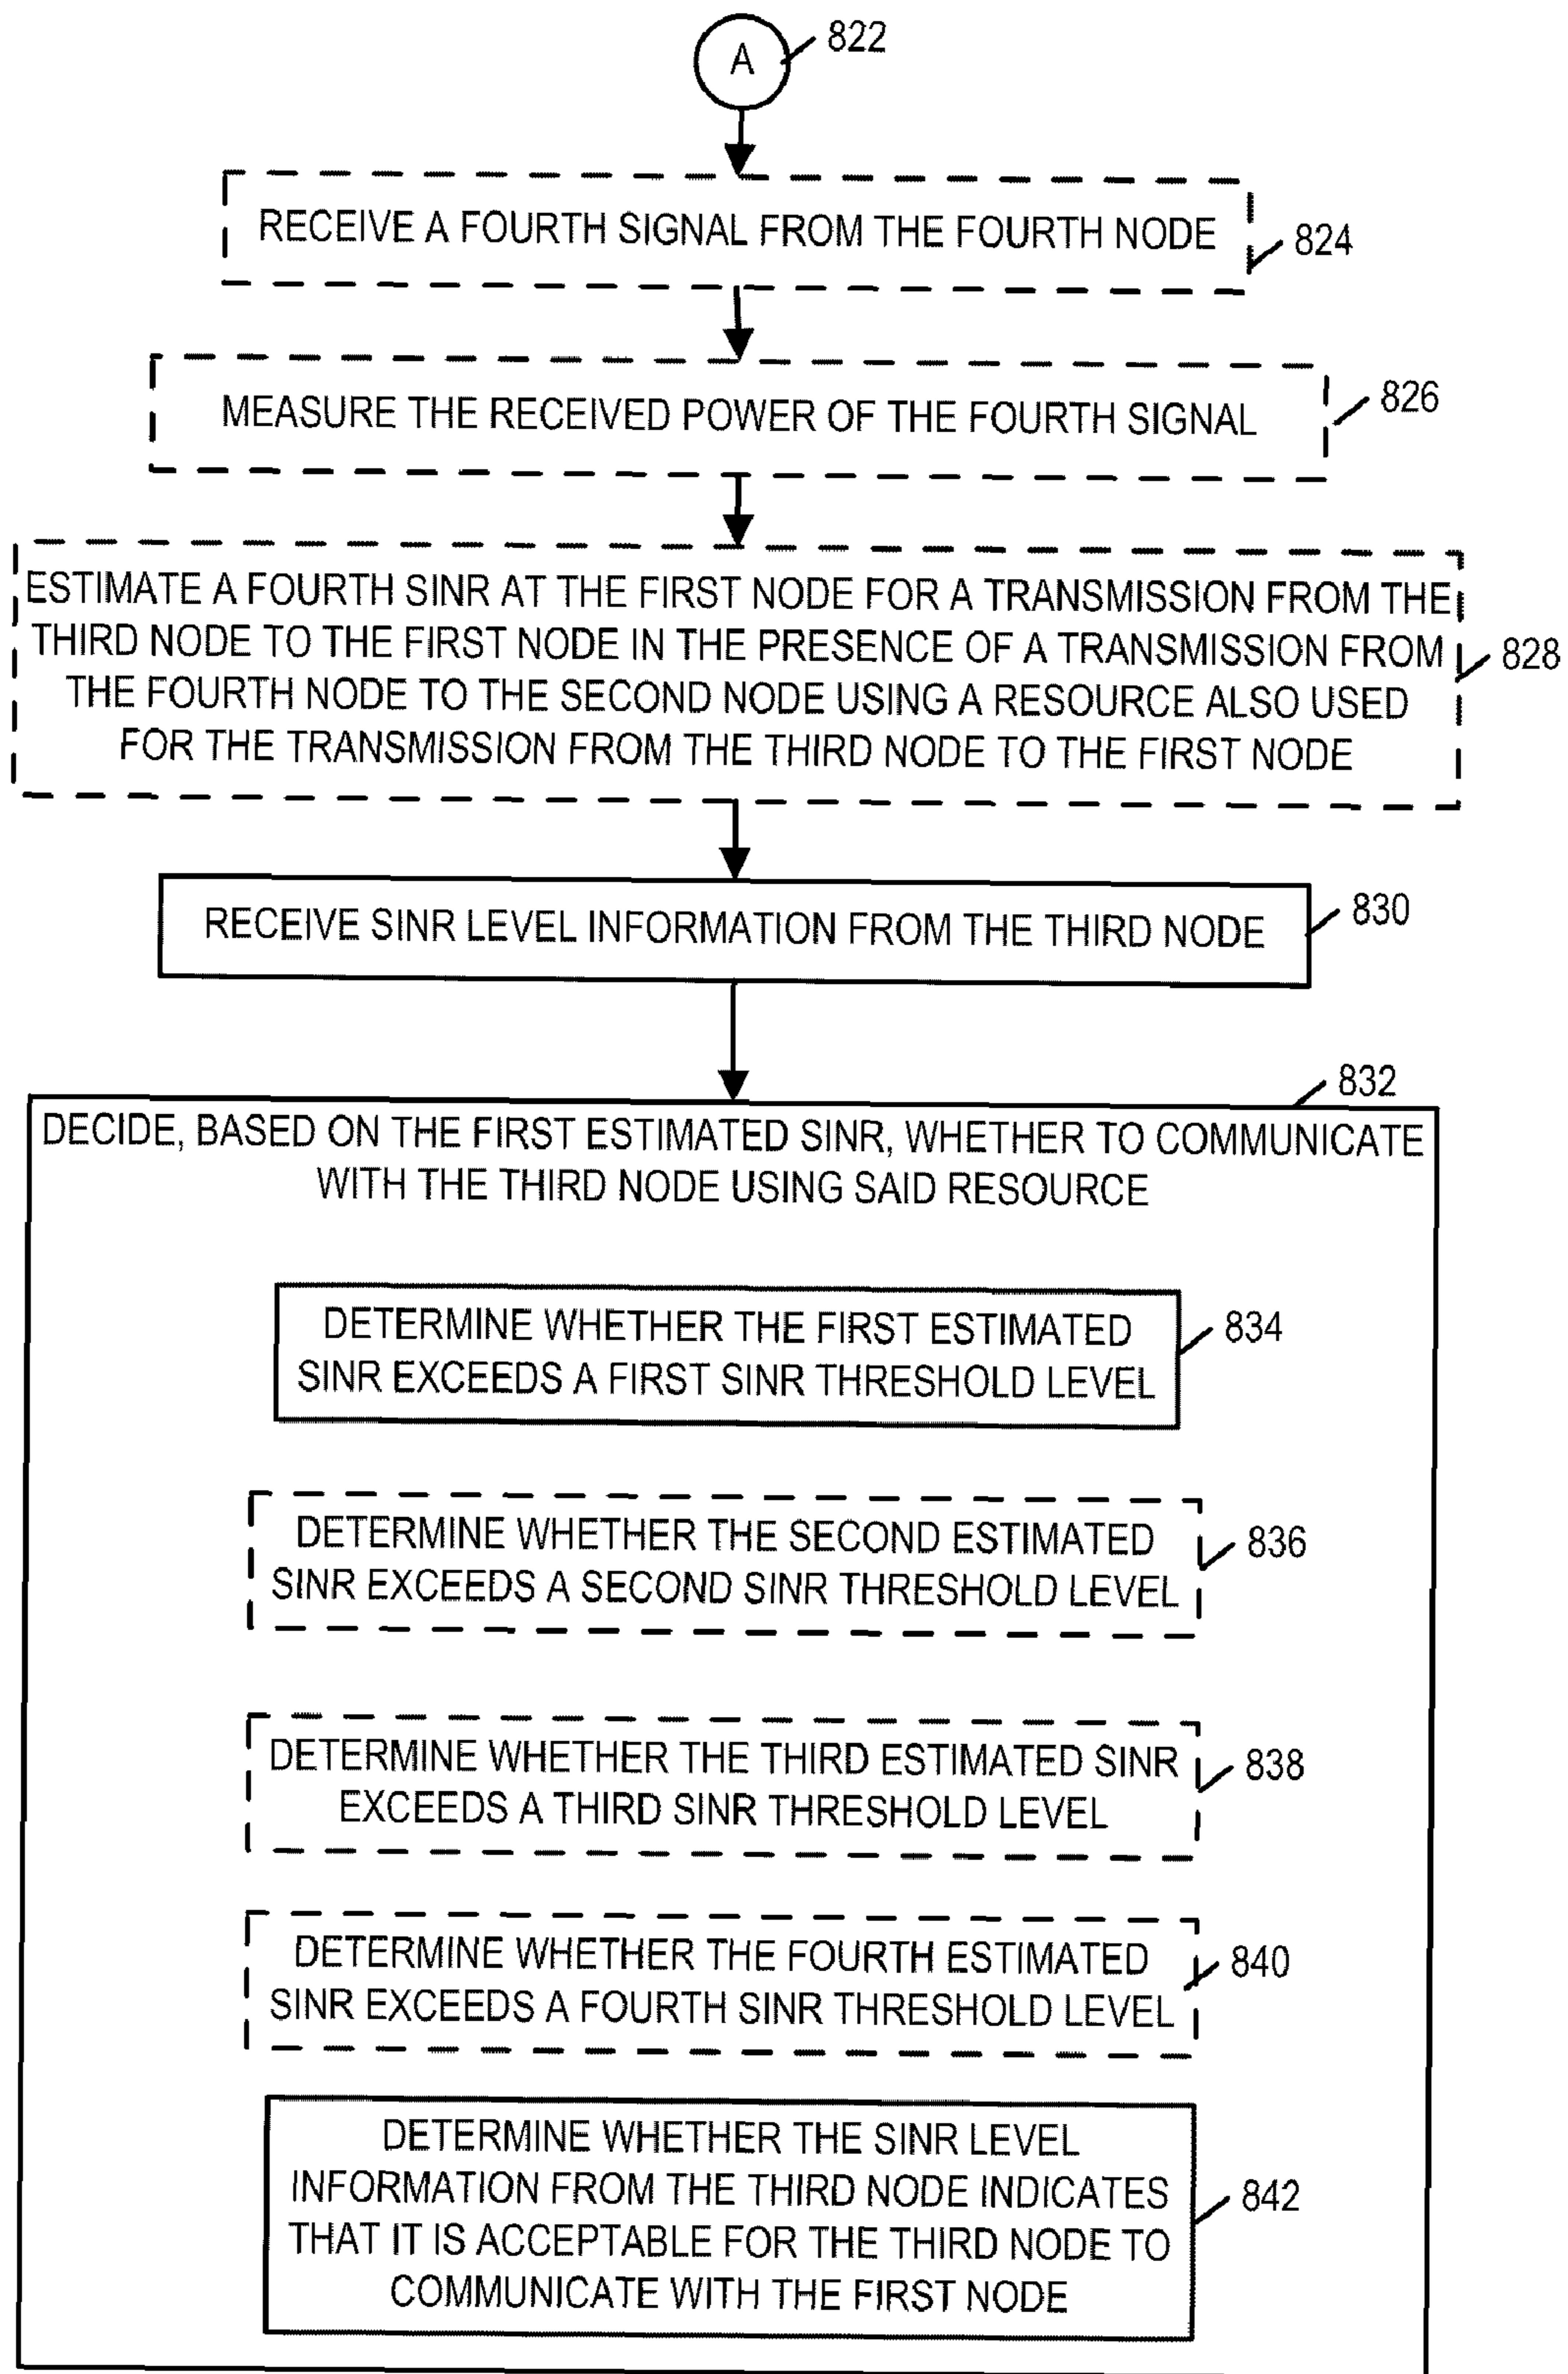 A
822
RECEIVE A FOURTH SIGNAL FROM THE FOURTH NODE
824
MEASURE THE RECEIVED POWER OF THE FOURTH SIGNAL
826
ESTIMATE A FOURTH SINR AT THE FIRST NODE FOR A TRANSMISSION FROM THE
THIRD NODE TO THE FIRST NODE IN THE PRESENCE OF A TRANSMISSION FROM
THE FOURTH NODE TO THE SECOND NODE USING A RESOURCE ALSO USED
FOR THE TRANSMISSION FROM THE THIRD NODE TO THE FIRST NODE
828
RECEIVE SINR LEVEL INFORMATION FROM THE THIRD NODE
830
832
DECIDE, BASED ON THE FIRST ESTIMATED SINR, WHETHER TO COMMUNICATE
WITH THE THIRD NODE USING SAID RESOURCE
DETERMINE WHETHER THE FIRST ESTIMATED
SINR EXCEEDS A FIRST SINR THRESHOLD LEVEL
834
DETERMINE WHETHER THE SECOND ESTIMATED
SINR EXCEEDS A SECOND SINR THRESHOLD LEVEL
836
DETERMINE WHETHER THE THIRD ESTIMATED SINR
EXCEEDS A THIRD SINR THRESHOLD LEVEL
838
DETERMINE WHETHER THE FOURTH ESTIMATED
SINR EXCEEDS A FOURTH SINR THRESHOLD LEVEL
840
DETERMINE WHETHER THE SINR LEVEL
INFORMATION FROM THE THIRD NODE INDICATES
THAT IT IS ACCEPTABLE FOR THE THIRD NODE TO
COMMUNICATE WITH THE FIRST NODE
842